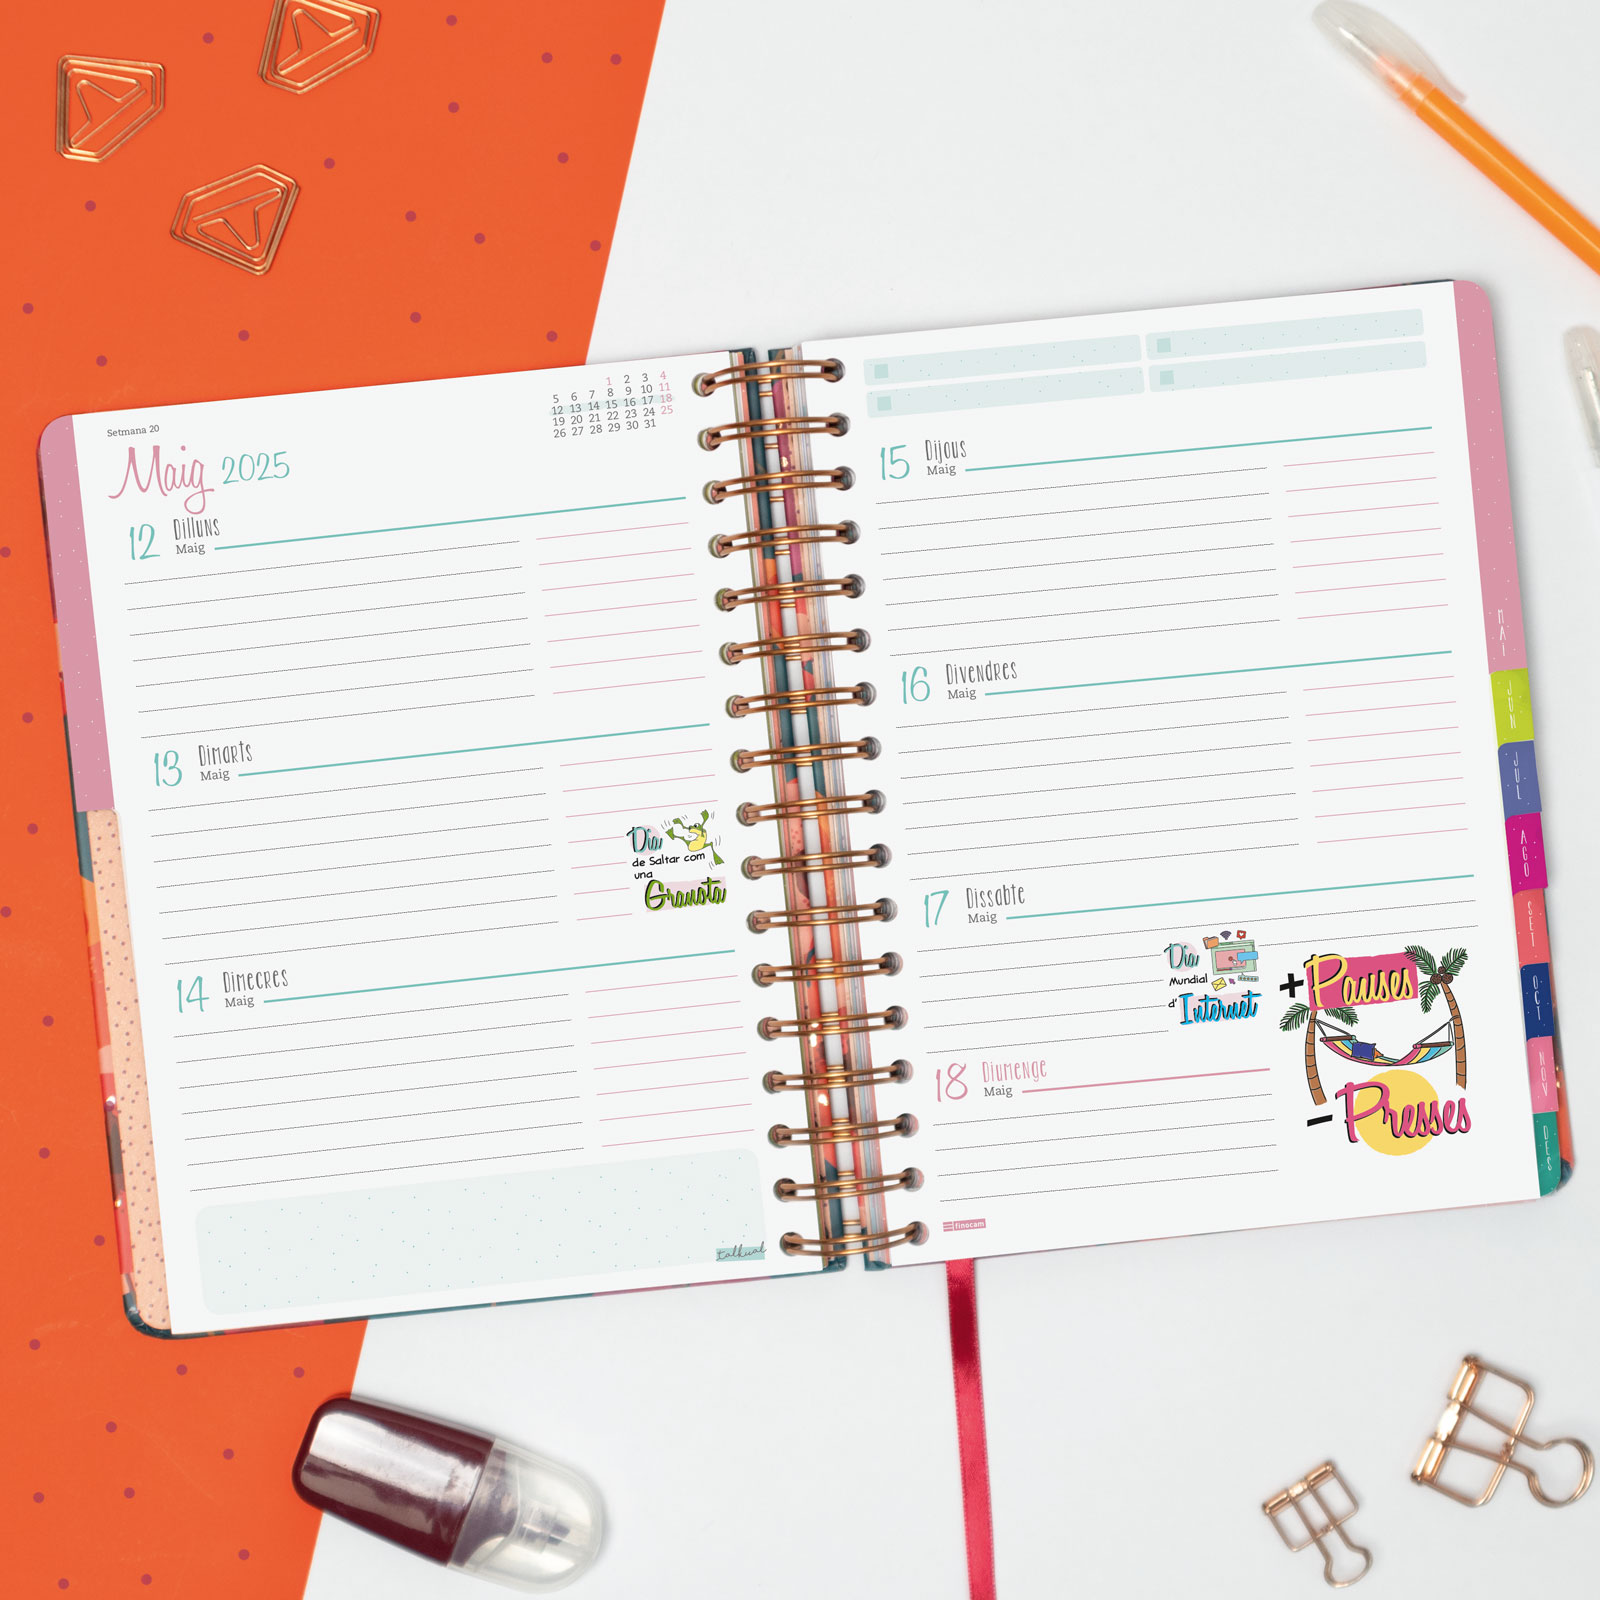 Setmana 20
Maig 2025
1 2 3 4
5 6 7 8 9 10 11
12 13 14 15 16 17 18
19 20 21 22 23 24 25
26 27 28 29 30 31
12 Dilluns
Maig
13 Dimarts
Maig
Dia
de Saltar com
una
Granota
14 Dimecres
Maig
talkual
15 Dijous
Maig
16 Divendres
Maig
17 Dissabte
Maig
Dia
Mundial
d'Internet
+ Pauses
- Presses
18 Diumenge
Maig
finocam
MAI
JUN
JUL
AGO
SET
OCT
NOV
DES